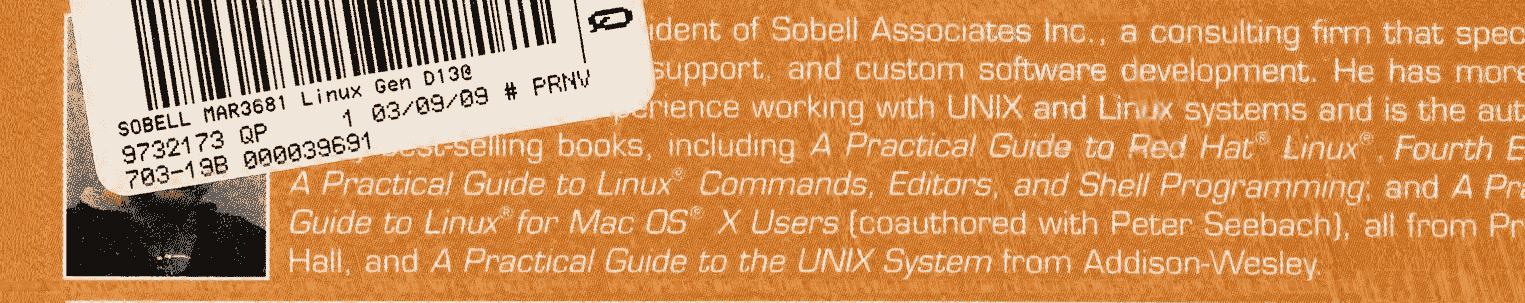 ident of Sobell Associates Inc., a consulting firm that spec
support, and custom software development. He has more
erience working with UNIX and Linux systems and is the aut
best-selling books, including A Practical Guide to Red Hat® Linux®, Fourth E
A Practical Guide to Linux® Commands, Editors, and Shell Programming; and A Pra
Guide to Linux® for Mac OS® X Users (coauthored with Peter Seebach), all from Pr
Hall, and A Practical Guide to the UNIX System from Addison-Wesley.
SOBELL MAR3681 Linux Gen D130
9732173 QP 1 03/09/09 # PRNV
703-19B 000039691